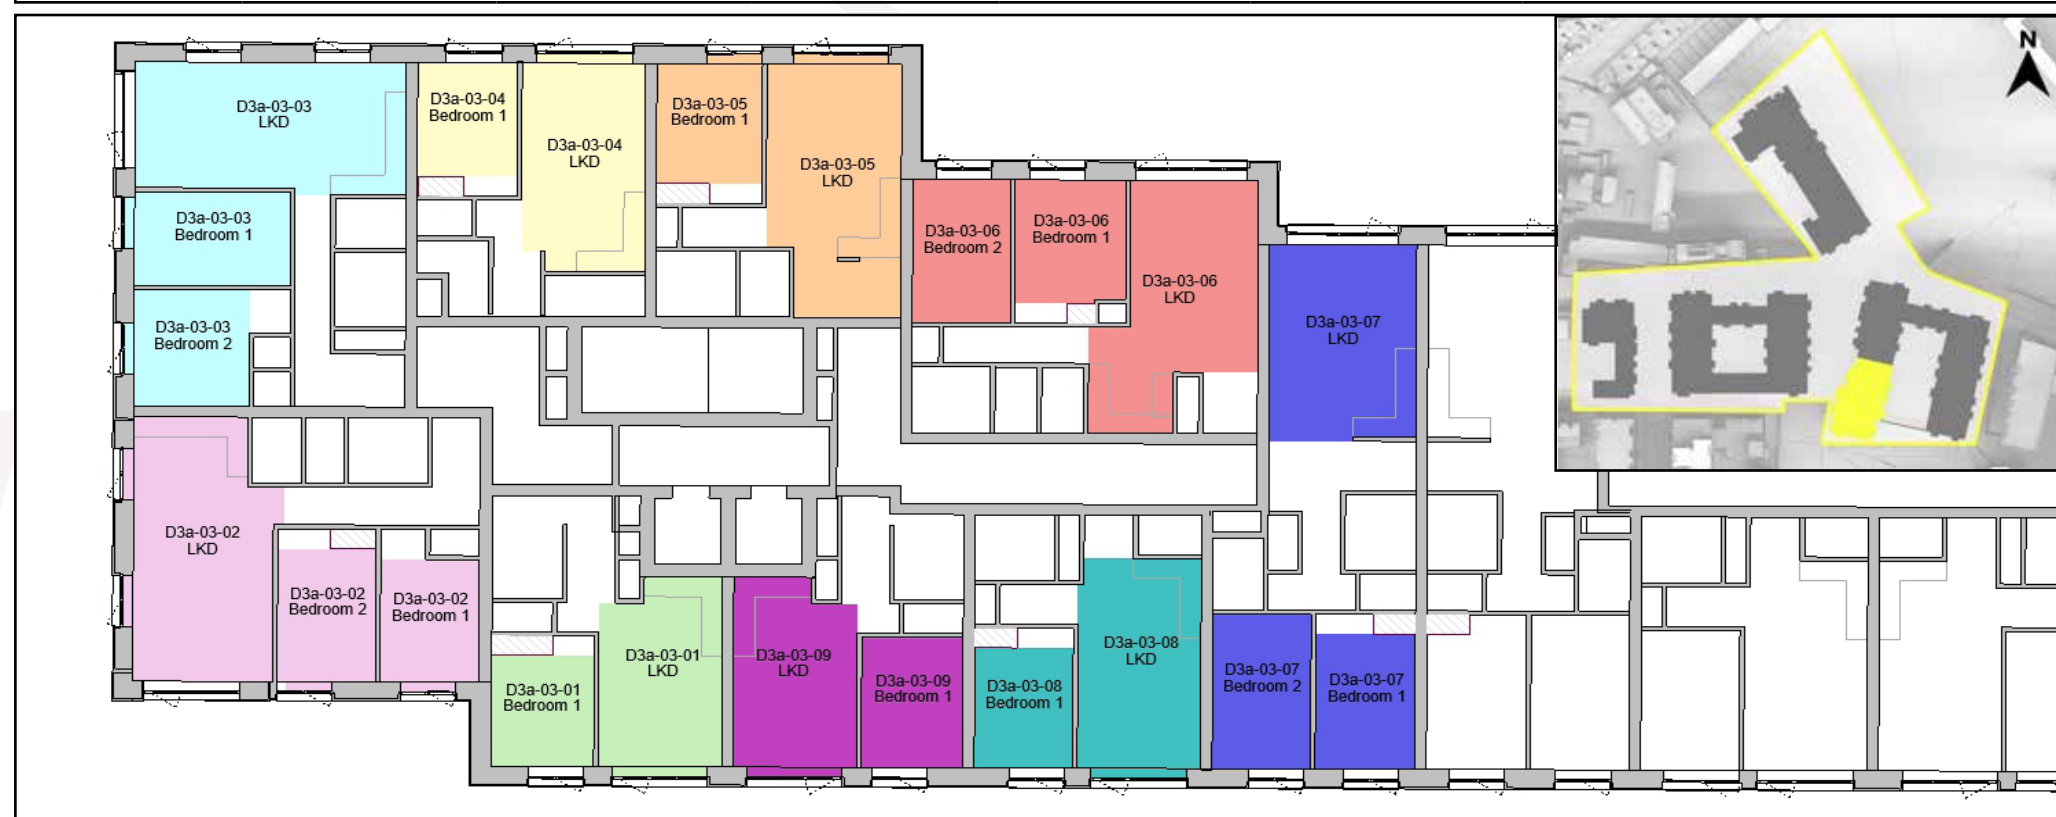 N
D3a-03-03
LKD
D3a-03-04
Bedroom 1
D3a-03-04
LKD
D3a-03-05
Bedroom 1
D3a-03-05
LKD
D3a-03-03
Bedroom 1
D3a-03-06
Bedroom 2
D3a-03-06
Bedroom 1
D3a-03-06
LKD
D3a-03-03
Bedroom 2
D3a-03-07
LKD
D3a-03-02
LKD
D3a-03-02
Bedroom 2
D3a-03-02
Bedroom 1
D3a-03-01
Bedroom 1
D3a-03-01
LKD
D3a-03-09
LKD
D3a-03-09
Bedroom 1
D3a-03-08
Bedroom 1
D3a-03-08
LKD
D3a-03-07
Bedroom 2
D3a-03-07
Bedroom 1